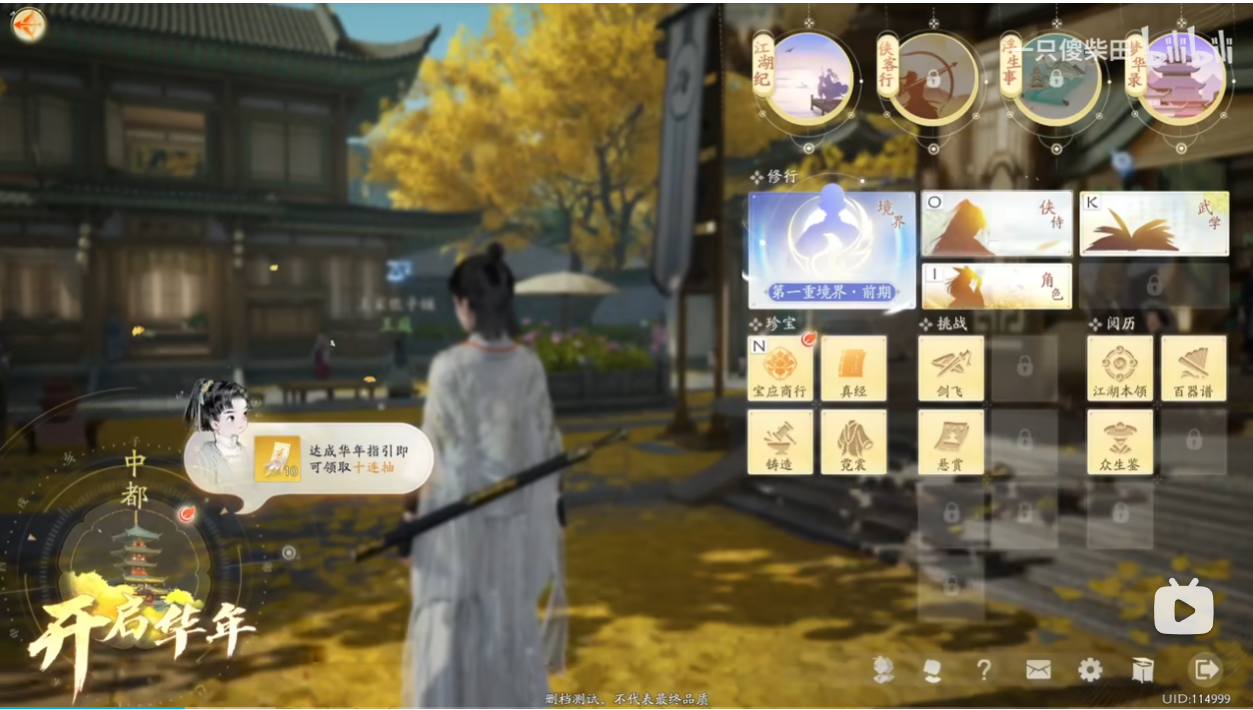 江湖纪
侠客行
浮生事
梦华录
一只傻柴田
bilibili
修行
境界
第一重境界·前期
O
侠侍
K
武学
I
角色
珍宝
挑战
阅历
N
宝应商行
真经
剑飞
江湖本领
百器谱
铸造
霓裳
悬赏
众生鉴
10
达成华年指引即
可领取十连抽
中都
开启华年
?
删档测试，不代表最终品质
UID:114999